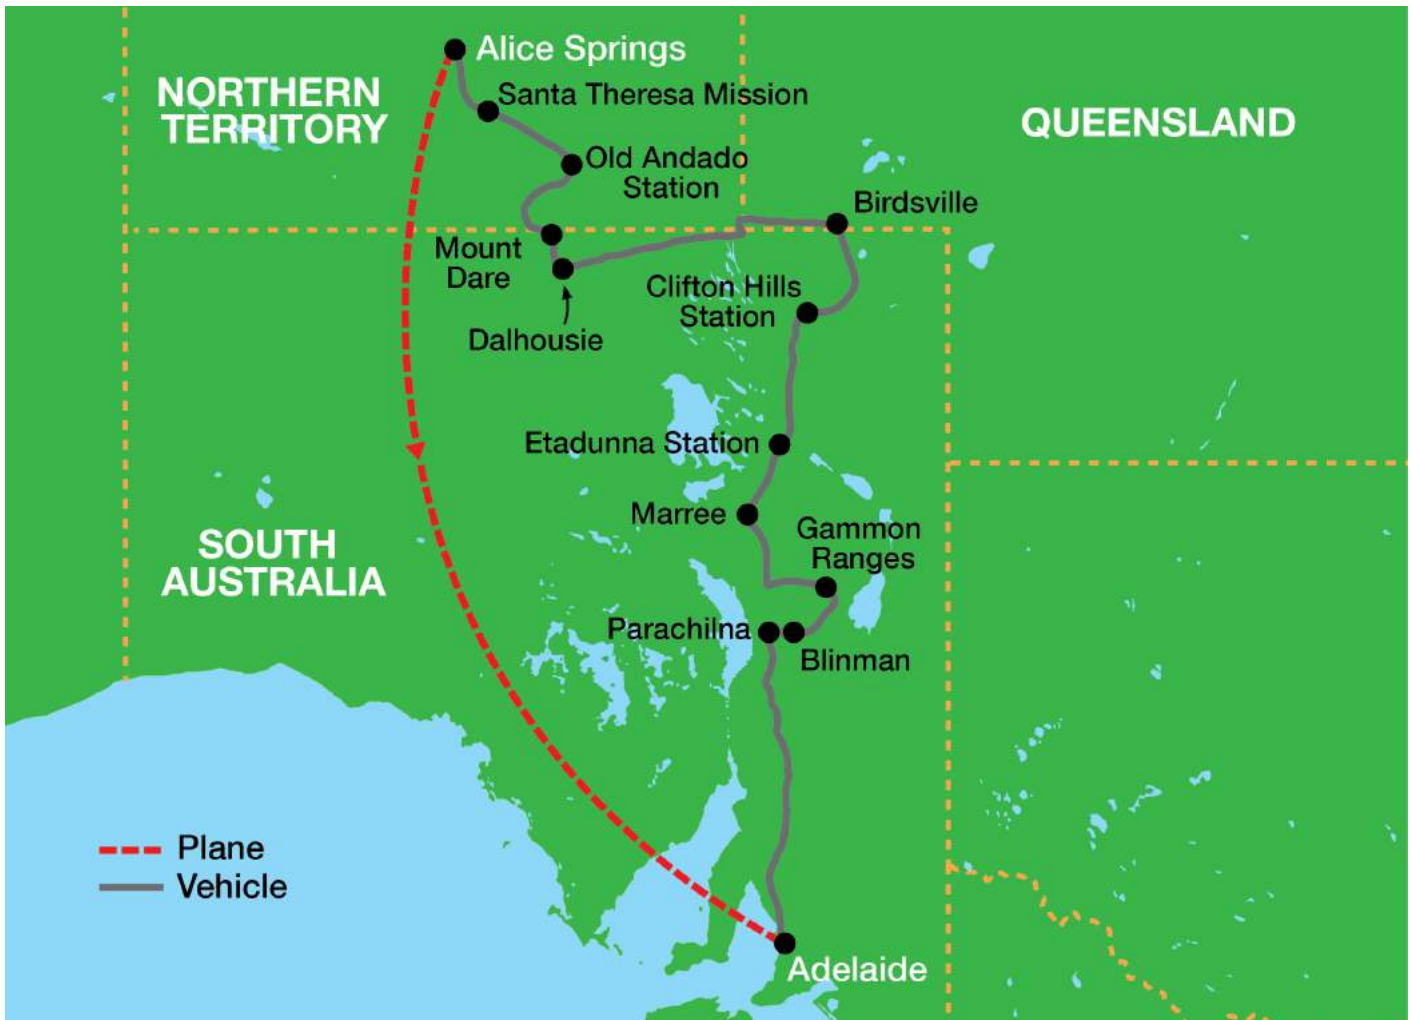 Alice Springs
NORTHERN
TERRITORY
Santa Theresa Mission
QUEENSLAND
Old Andado
Station
Birdsville
Mount
Dare
Clifton Hills
Station
Dalhousie
Etadunna Station
Marree
Gammon
Ranges
SOUTH
AUSTRALIA
Parachilna
Blinman
Plane
Vehicle
Adelaide